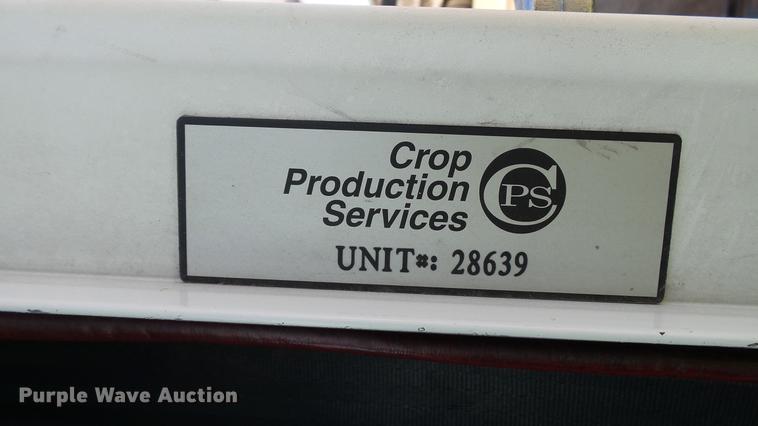 Crop
Production
Services
CPS
UNIT#: 28639
Purple Wave Auction